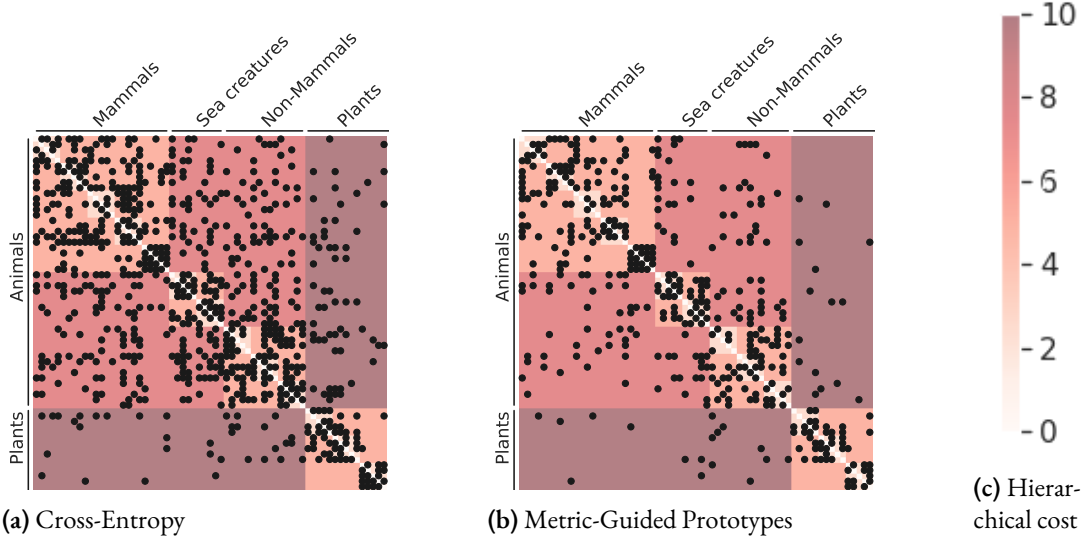 Mammals
Sea creatures
Non-Mammals
Plants
Animals
Plants
(a) Cross-Entropy
Mammals
Sea creatures
Non-Mammals
Plants
Animals
Plants
(b) Metric-Guided Prototypes
10
8
6
4
2
0
(c) Hierar-
chical cost